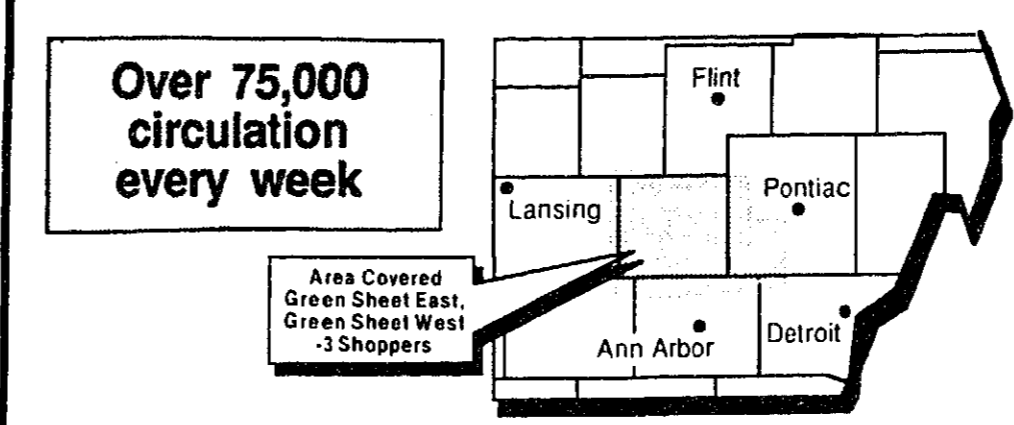 Over 75,000
circulation
every week
Flint
Pontiac
Lansing
Area Covered
Green Sheet East,
Green Sheet West
-3 Shoppers
Ann Arbor
Detroit